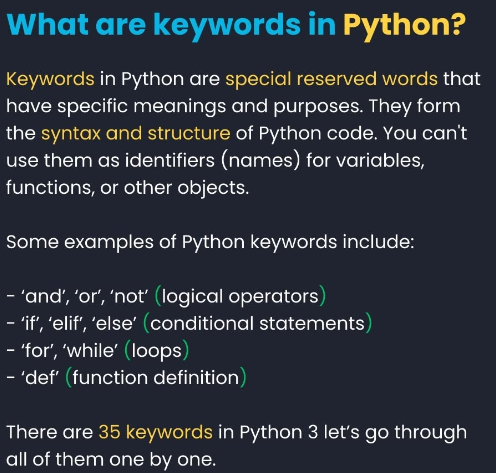 What are keywords in Python?
Keywords in Python are special reserved words that
have specific meanings and purposes. They form
the syntax and structure of Python code. You can't
use them as identifiers (names) for variables,
functions, or other objects.
Some examples of Python keywords include:
- ‘and’, ‘or’, ‘not’ (logical operators)
- ‘if’, ‘elif’, ‘else’ (conditional statements)
- ‘for’, ‘while’ (loops)
- ‘def’ (function definition)
There are 35 keywords in Python 3 let’s go through
all of them one by one.